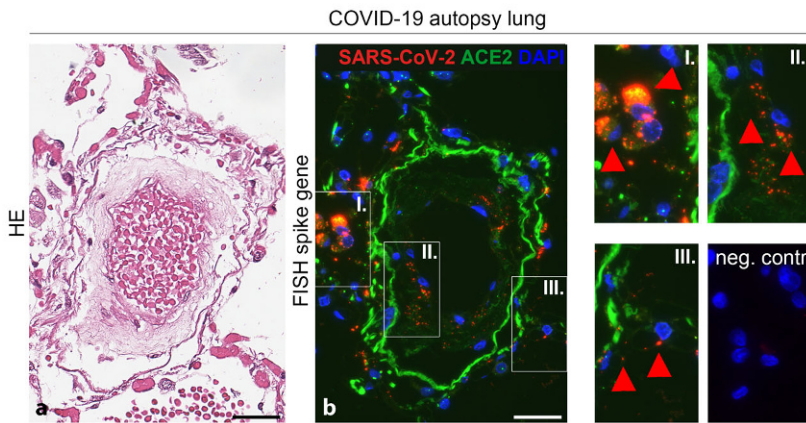 COVID-19 autopsy lung
HE
a
FISH spike gene
SARS-CoV-2 ACE2 DAPI
I.
II.
III.
b
I.
II.
III.
neg. contr